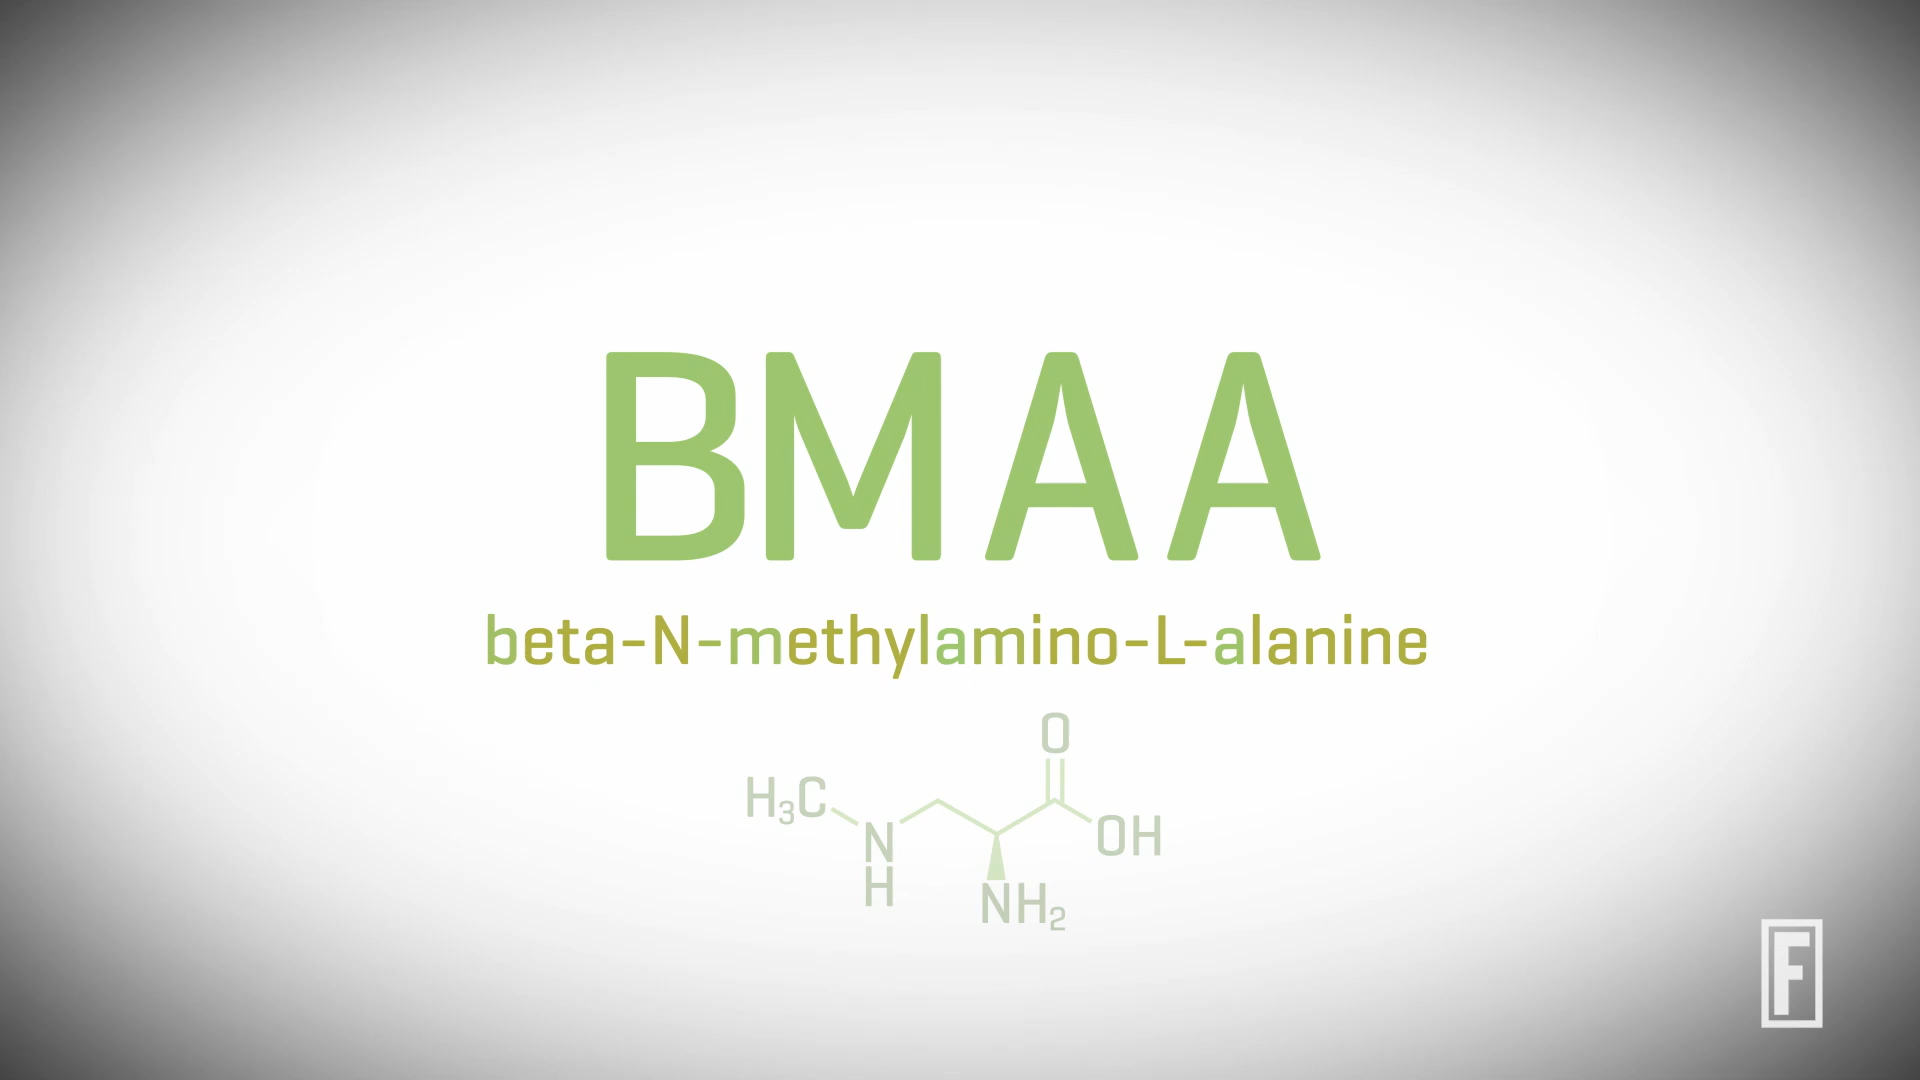 BMAA
beta-N-methylamino-L-alanine
O
H₃C
OH
N
H
NH₂
F